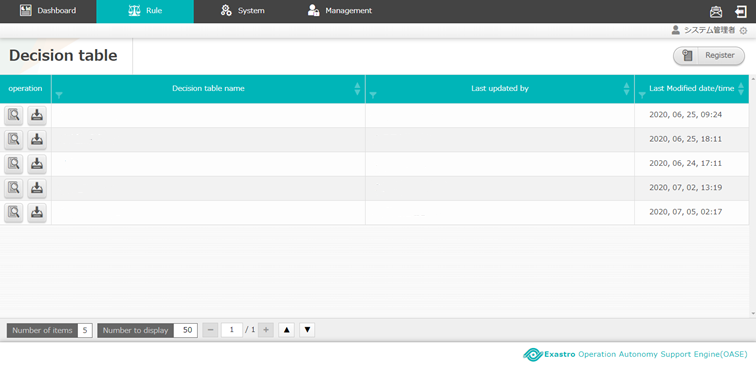 Dashboard Rule System Management
システム管理者
Decision table
Register
operation Decision table name Last updated by Last Modified date/time
2020, 06, 25, 09:24
2020, 06, 25, 18:11
2020, 06, 24, 17:11
2020, 07, 02, 13:19
2020, 07, 05, 02:17
Number of items 5 Number to display 50 1 / 1
Exastro Operation Autonomy Support Engine(OASE)